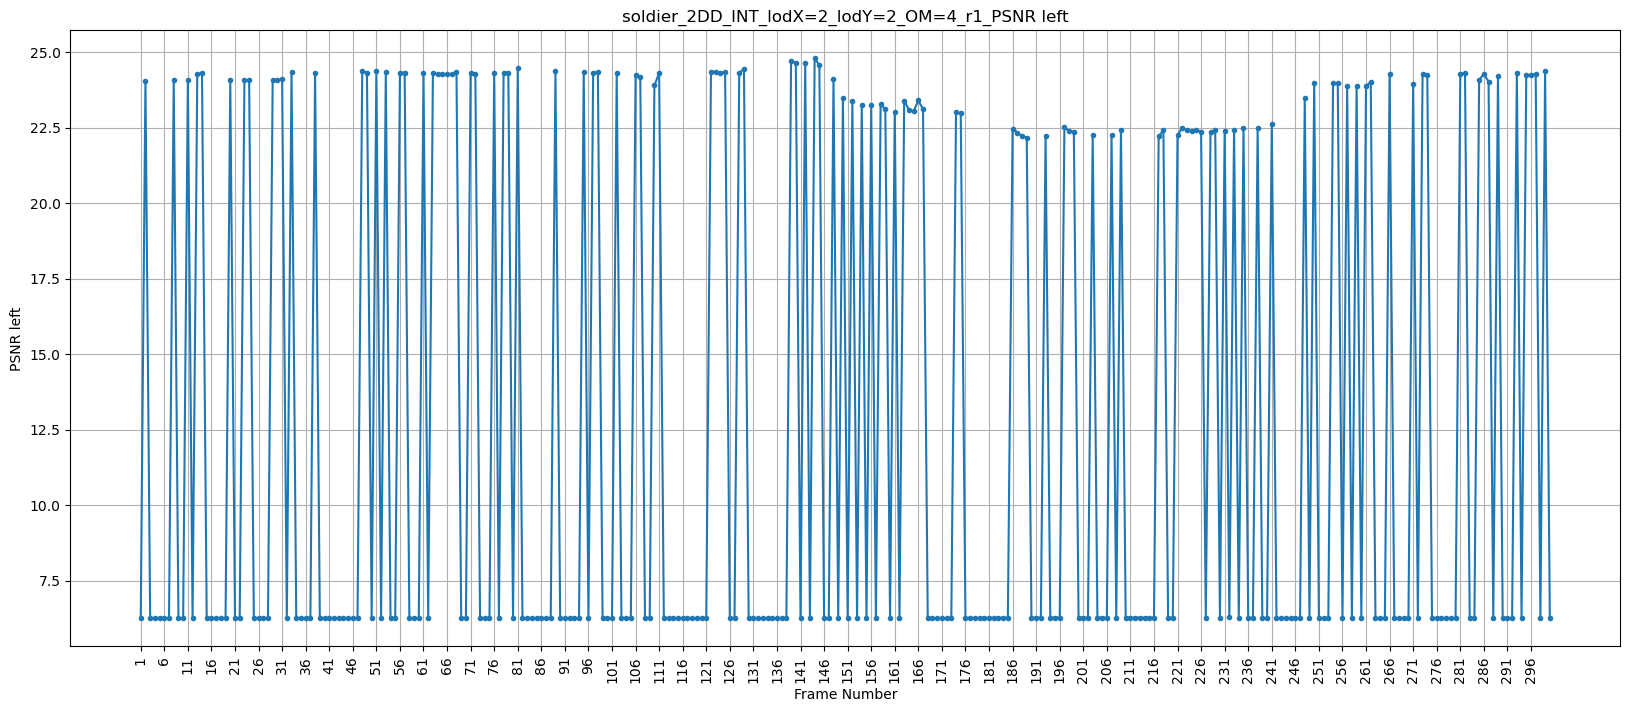 soldier_2DD_INT_lodX=2_lodY=2_OM=4_r1_PSNR left
25.0
22.5
20.0
17.5
15.0
12.5
10.0
7.5
PSNR left
1 6 11 16 21 26 31 36 41 46 51 56 61 66 71 76 81 86 91 96 101 106 111 116 121 126 131 136 141 146 151 156 161 166 171 176 181 186 191 196 201 206 211 216 221 226 231 236 241 246 251 256 261 266 271 276 281 286 291 296
Frame Number